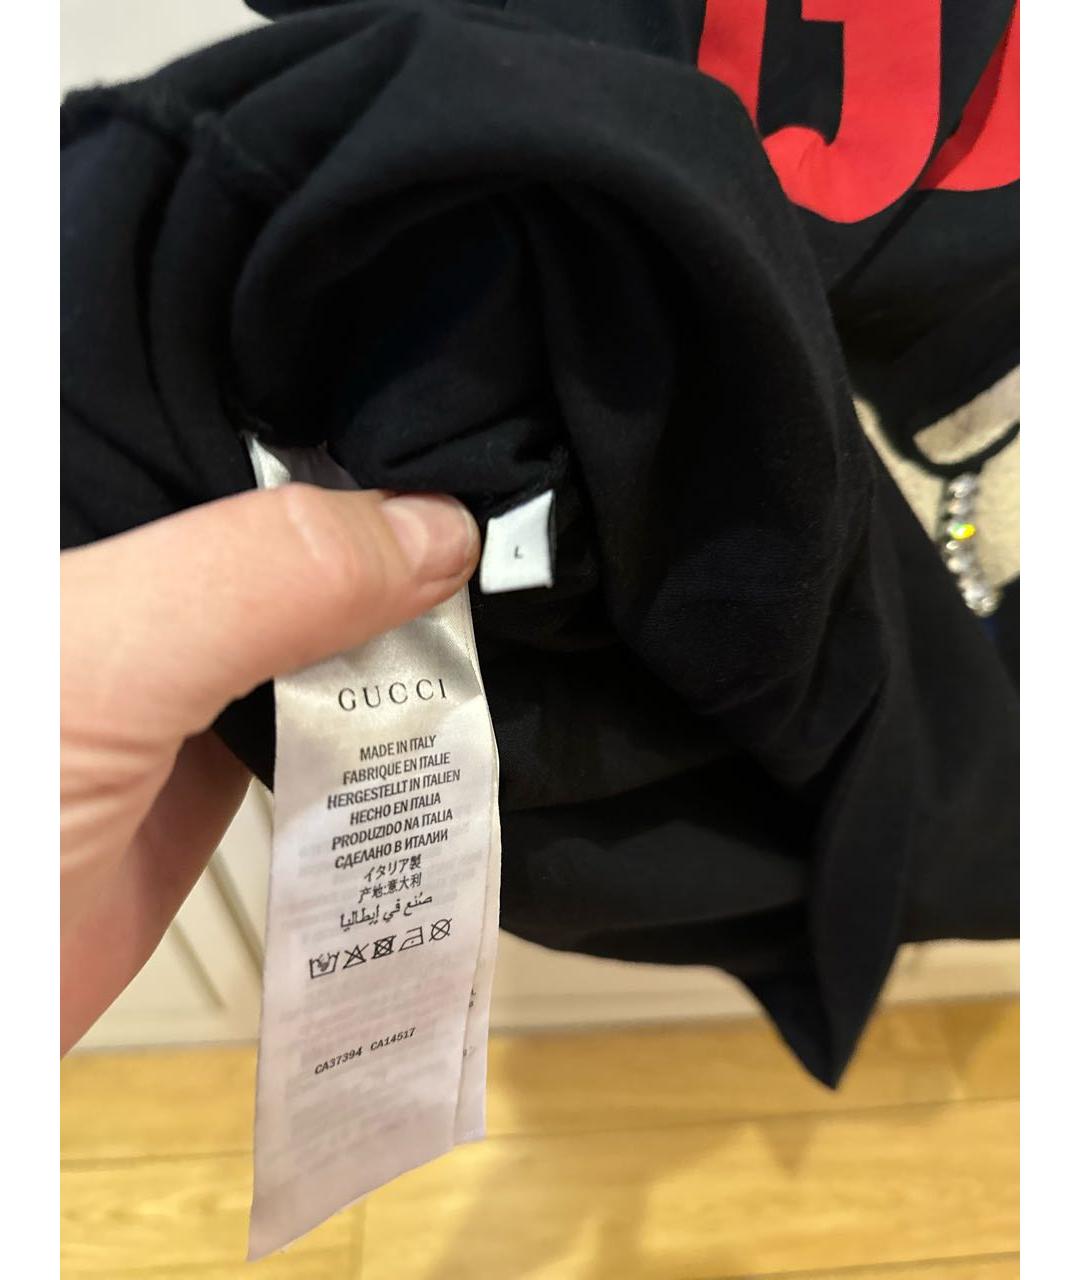 L
GUCCI
MADE IN ITALY
FABRIQUE EN ITALIE
HERGESTELLT IN ITALIEN
HECHO EN ITALIA
PRODUZIDO NA ITALIA
СДЕЛАНО В ИТАЛИИ
イタリア製
产地:意大利
صُنع في إيطاليا
CA37394 CA14517